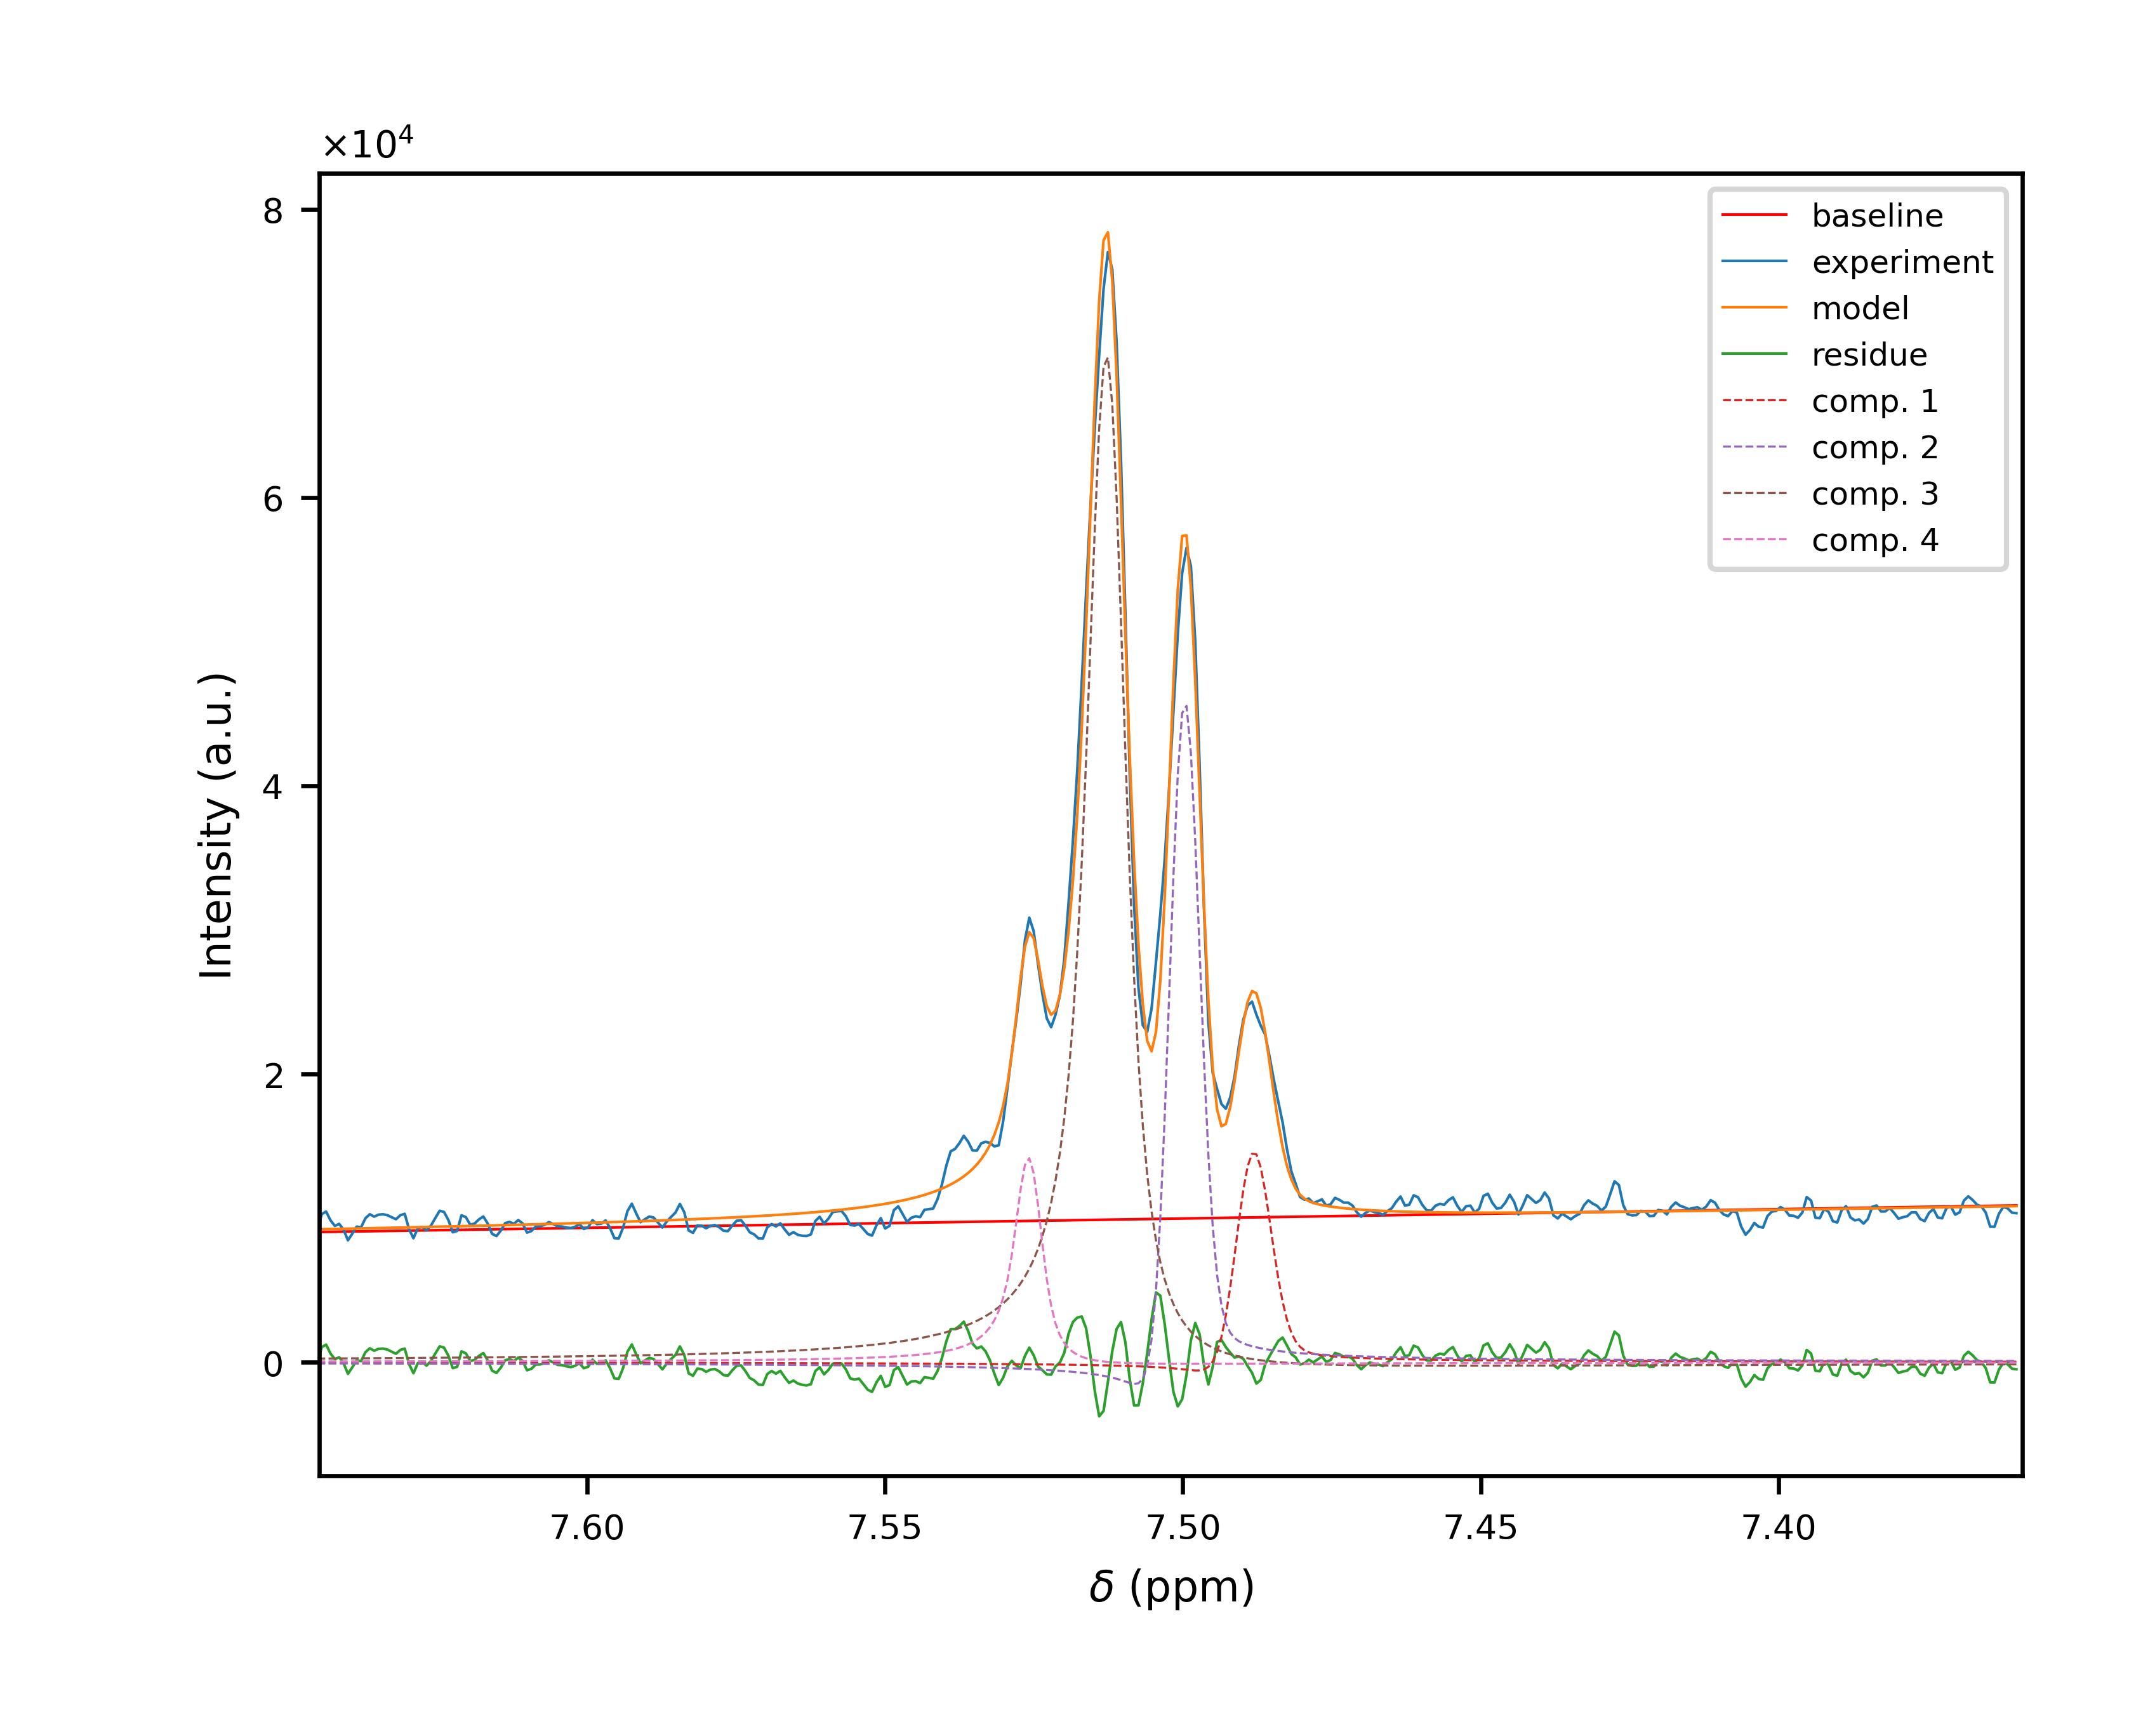 ×10⁴
8
6
4
2
0
Intensity (a.u.)
7.60 7.55 7.50 7.45 7.40
δ (ppm)
baseline
experiment
model
residue
comp. 1
comp. 2
comp. 3
comp. 4